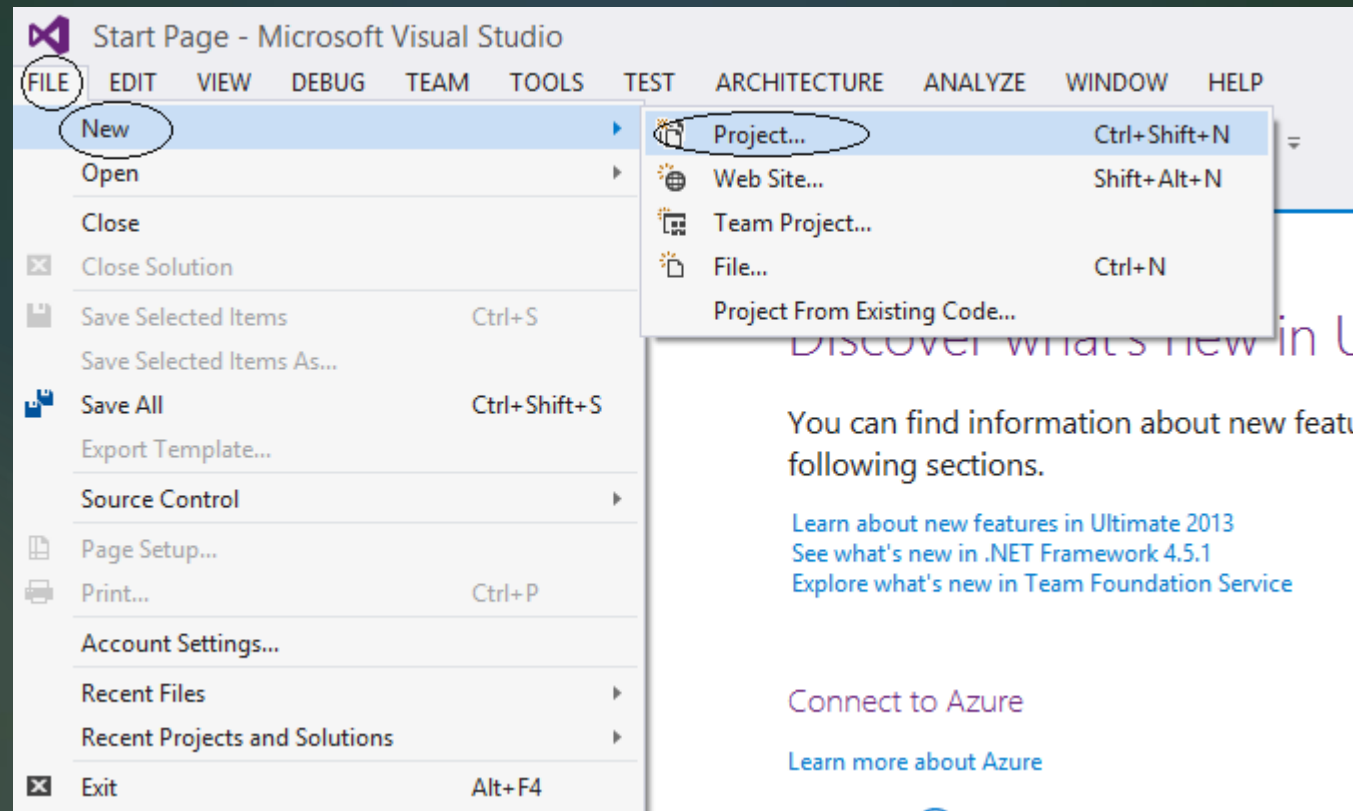 Start Page - Microsoft Visual Studio
FILE EDIT VIEW DEBUG TEAM TOOLS TEST ARCHITECTURE ANALYZE WINDOW HELP
New
Open
Close
Close Solution
Save Selected Items Ctrl+S
Save Selected Items As...
Save All Ctrl+Shift+S
Export Template...
Source Control
Page Setup...
Print... Ctrl+P
Account Settings...
Recent Files
Recent Projects and Solutions
Exit Alt+F4
Project... Ctrl+Shift+N
Web Site... Shift+Alt+N
Team Project...
File... Ctrl+N
Project From Existing Code...
Discover what's new in U
You can find information about new featu
following sections.
Learn about new features in Ultimate 2013
See what's new in .NET Framework 4.5.1
Explore what's new in Team Foundation Service
Connect to Azure
Learn more about Azure